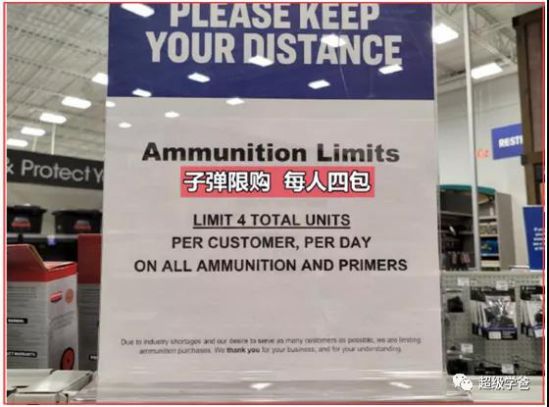 PLEASE KEEP
YOUR DISTANCE
& Protect Y
Ammunition Limits
子弹限购 每人四包
LIMIT 4 TOTAL UNITS
PER CUSTOMER, PER DAY
ON ALL AMMUNITION AND PRIMERS
Due to industry shortages and our desire to serve as many customers as possible, we are limiting
ammunition purchases. We thank you for your business, and for your understanding.
REST
超级学爸